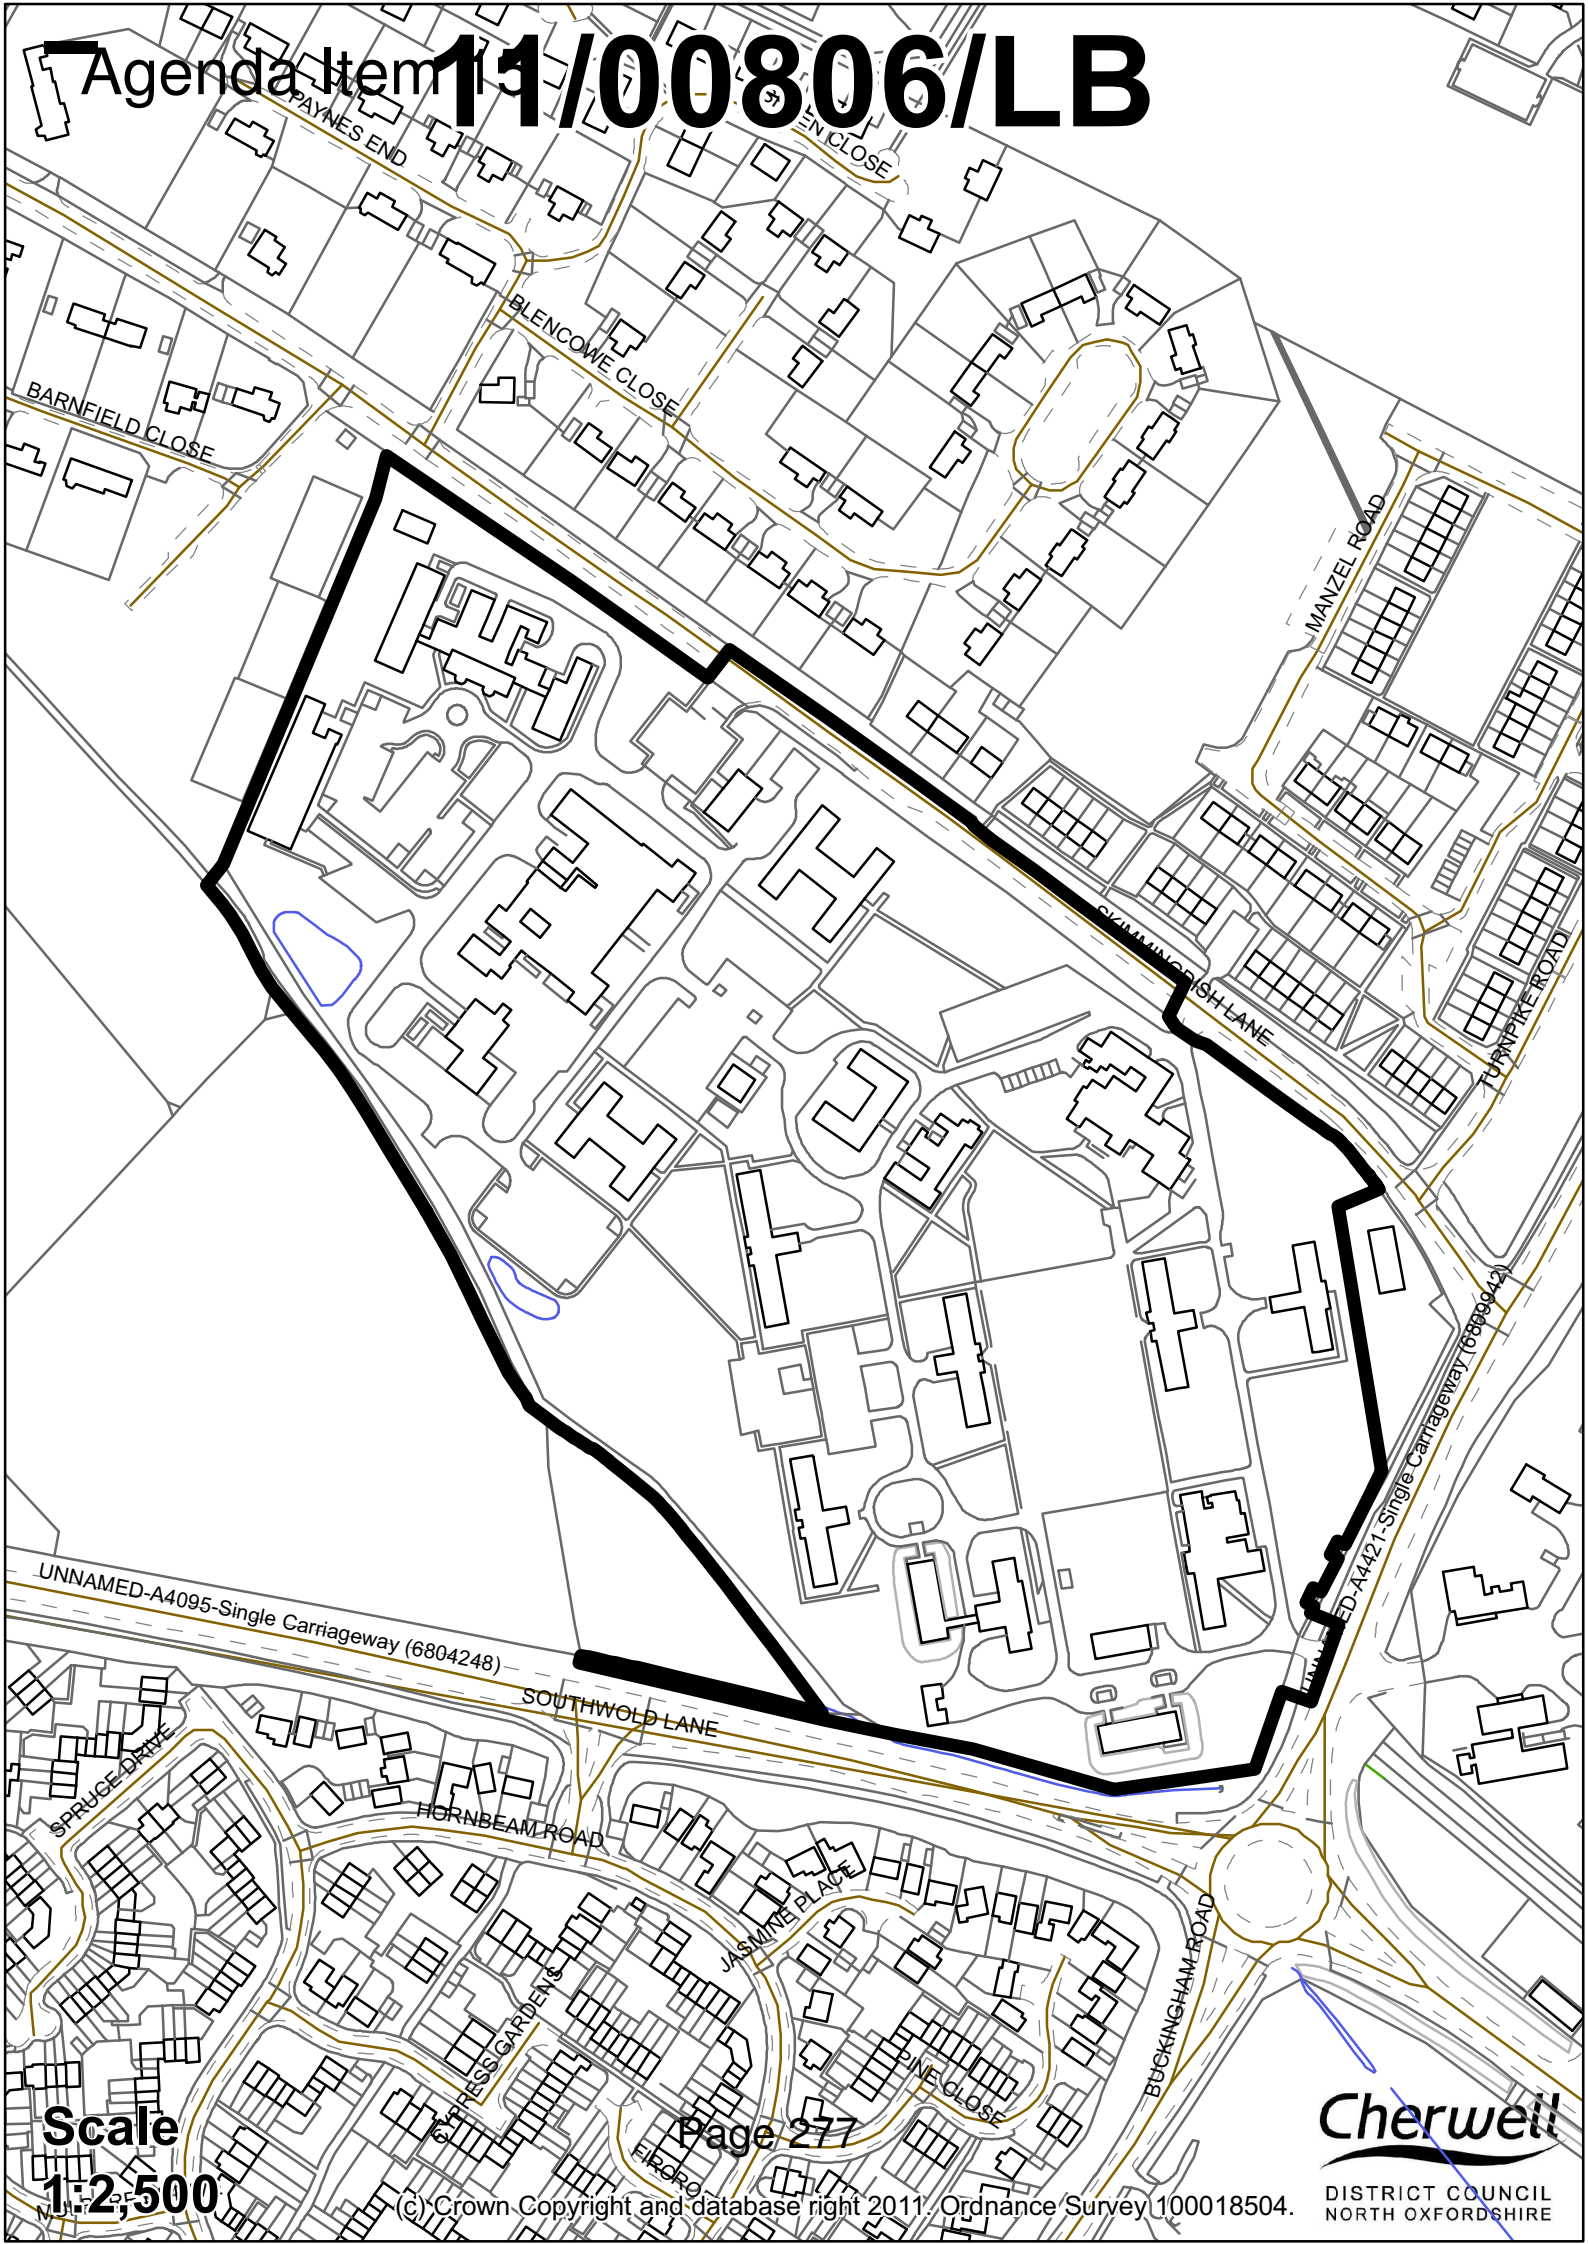 Agenda Item 13
11/00806/LB
PAYNES END
EN CLOSE
BLENCOWE CLOSE
BARNFIELD CLOSE
MANZEL ROAD
SKIMMINGDISH LANE
TURNPIKE ROAD
UNNAMED-A4421-Single Carriageway (6809942)
UNNAMED-A4095-Single Carriageway (6804248)
SOUTHWOLD LANE
SPRUCE DRIVE
HORNBEAM ROAD
JASMINE PLACE
BUCKINGHAM ROAD
CYPRESS GARDENS
PINE CLOSE
Page 277
Scale
1:2,500
(c) Crown Copyright and database right 2011. Ordnance Survey 100018504.
Cherwell
DISTRICT COUNCIL
NORTH OXFORDSHIRE